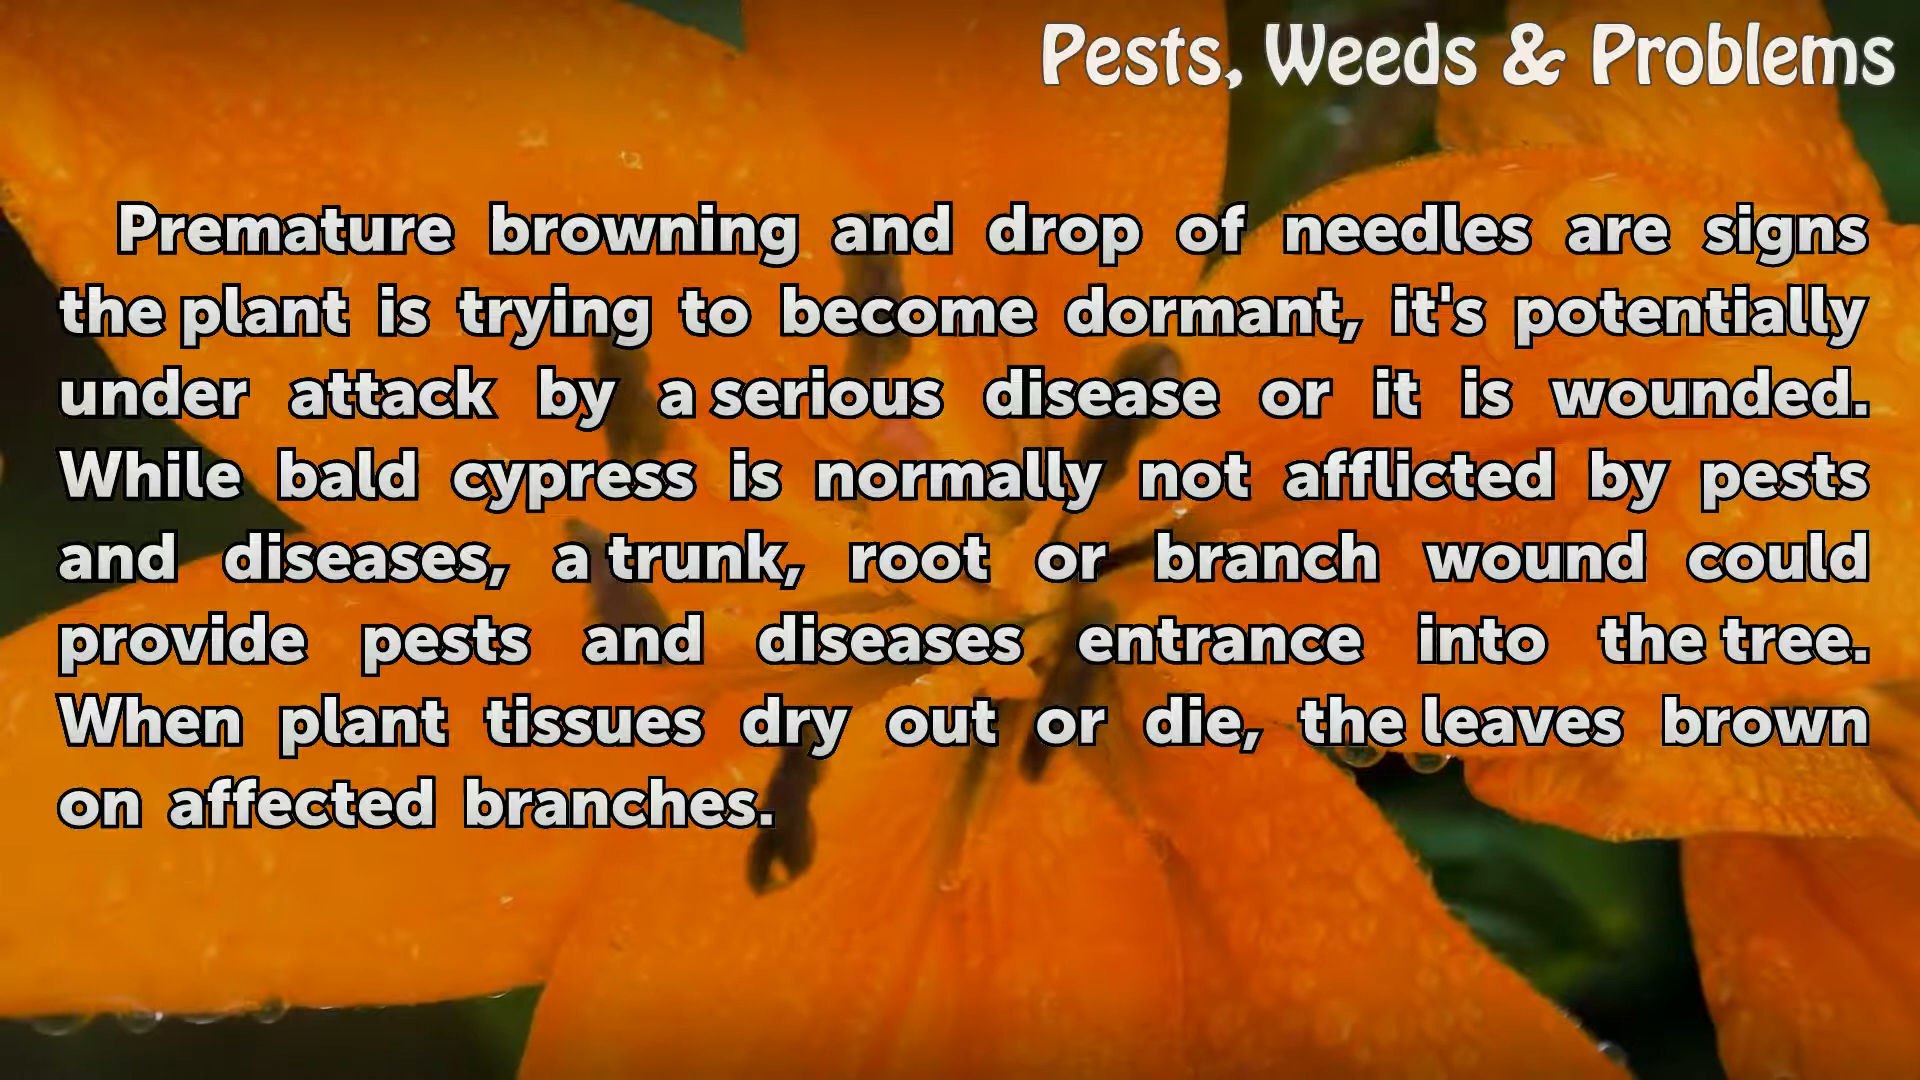 Pests, Weeds & Problems
Premature browning and drop of needles are signs
the plant is trying to become dormant, it's potentially
under attack by a serious disease or it is wounded.
While bald cypress is normally not afflicted by pests
and diseases, a trunk, root or branch wound could
provide pests and diseases entrance into the tree.
When plant tissues dry out or die, the leaves brown
on affected branches.